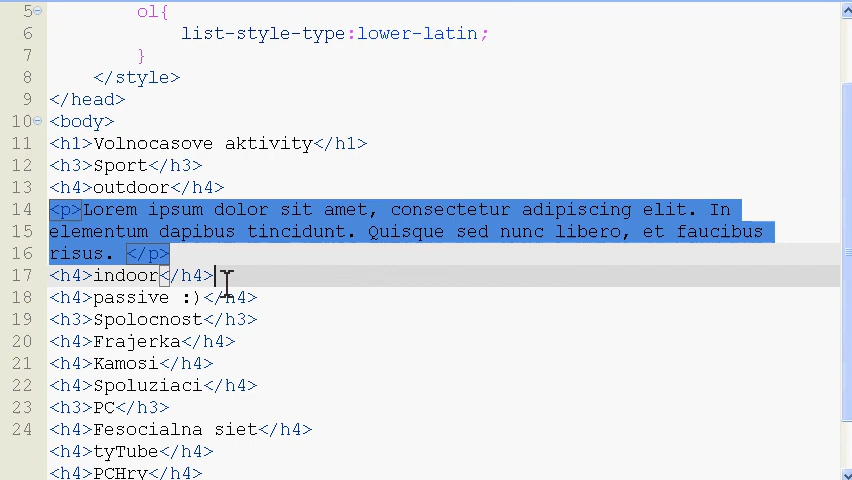 5 ol{
6 list-style-type:lower-latin;
7 }
8 </style>
9 </head>
10 <body>
11 <h1>Volnocasove aktivity</h1>
12 <h3>Sport</h3>
13 <h4>outdoor</h4>
14 <p>Lorem ipsum dolor sit amet, consectetur adipiscing elit. In
15 elementum dapibus tincidunt. Quisque sed nunc libero, et faucibus
16 risus. </p>
17 <h4>indoor</h4>
18 <h4>passive :)</h4>
19 <h3>Spolocnost</h3>
20 <h4>Frajerka</h4>
21 <h4>Kamosi</h4>
22 <h4>Spoluziaci</h4>
23 <h3>PC</h3>
24 <h4>Fesocialna siet</h4>
<h4>tyTube</h4>
<h4>PCHry</h4>